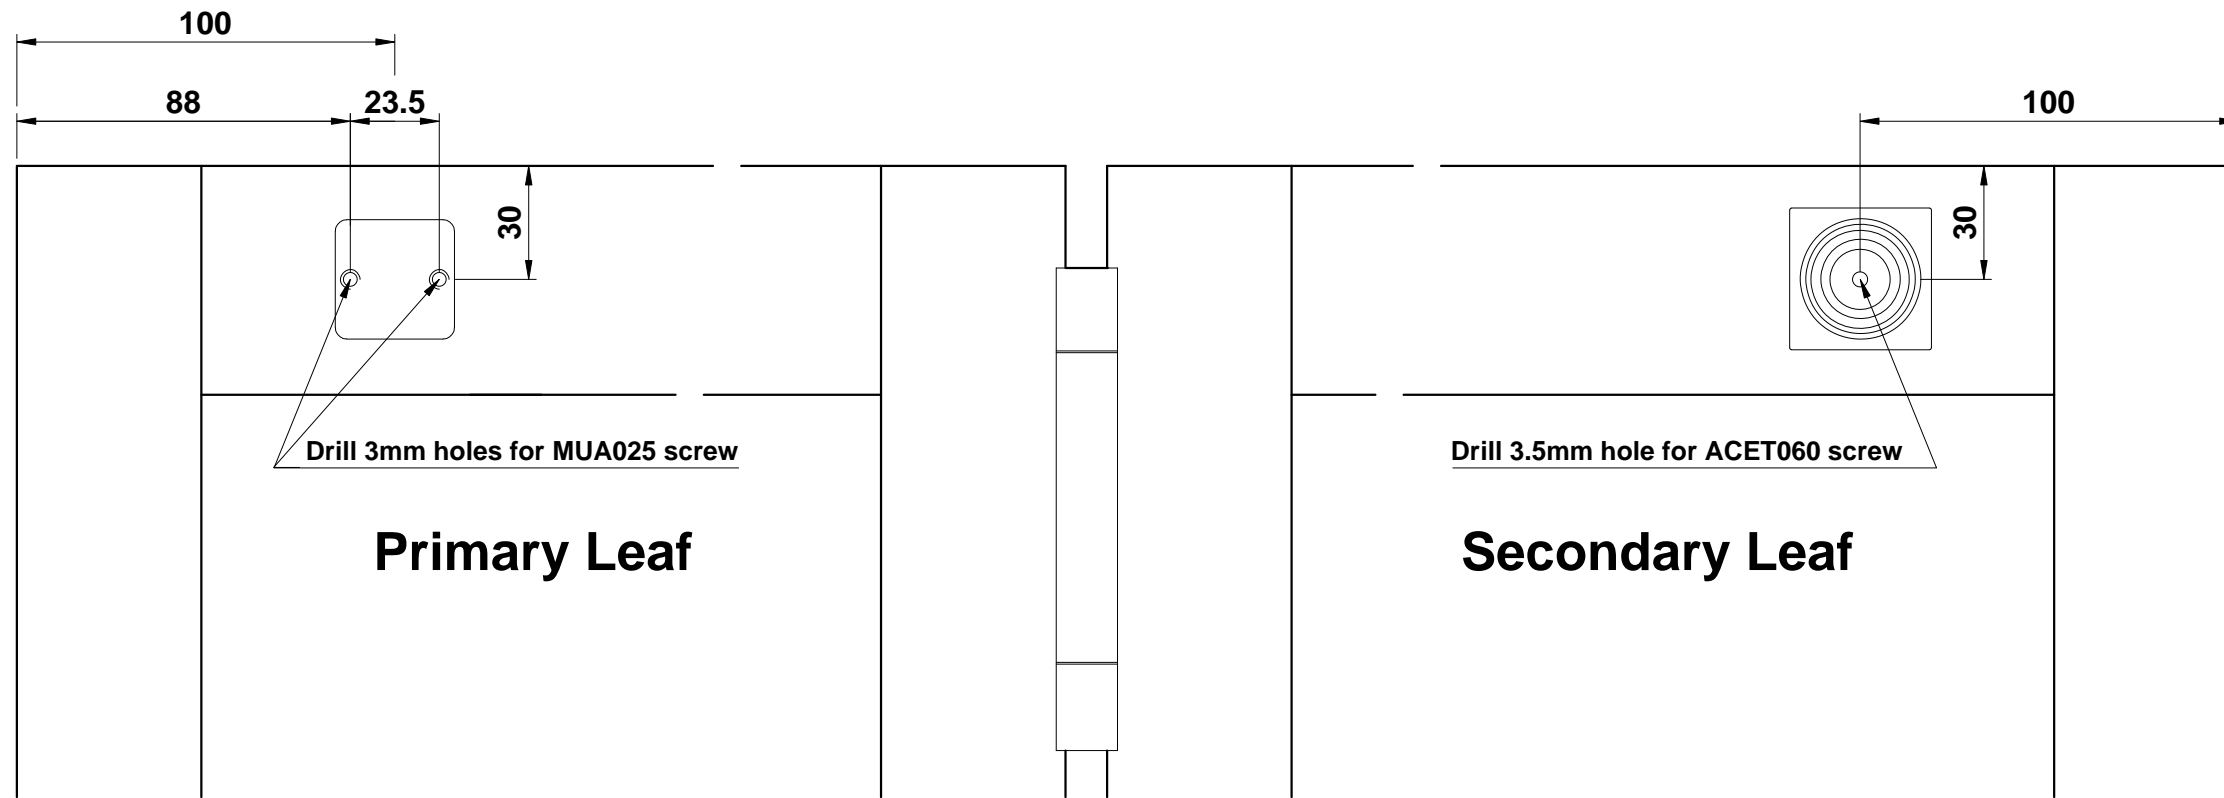 100
88
23.5
100
30
30
Drill 3mm holes for MUA025 screw
Drill 3.5mm hole for ACET060 screw
Primary Leaf
Secondary Leaf